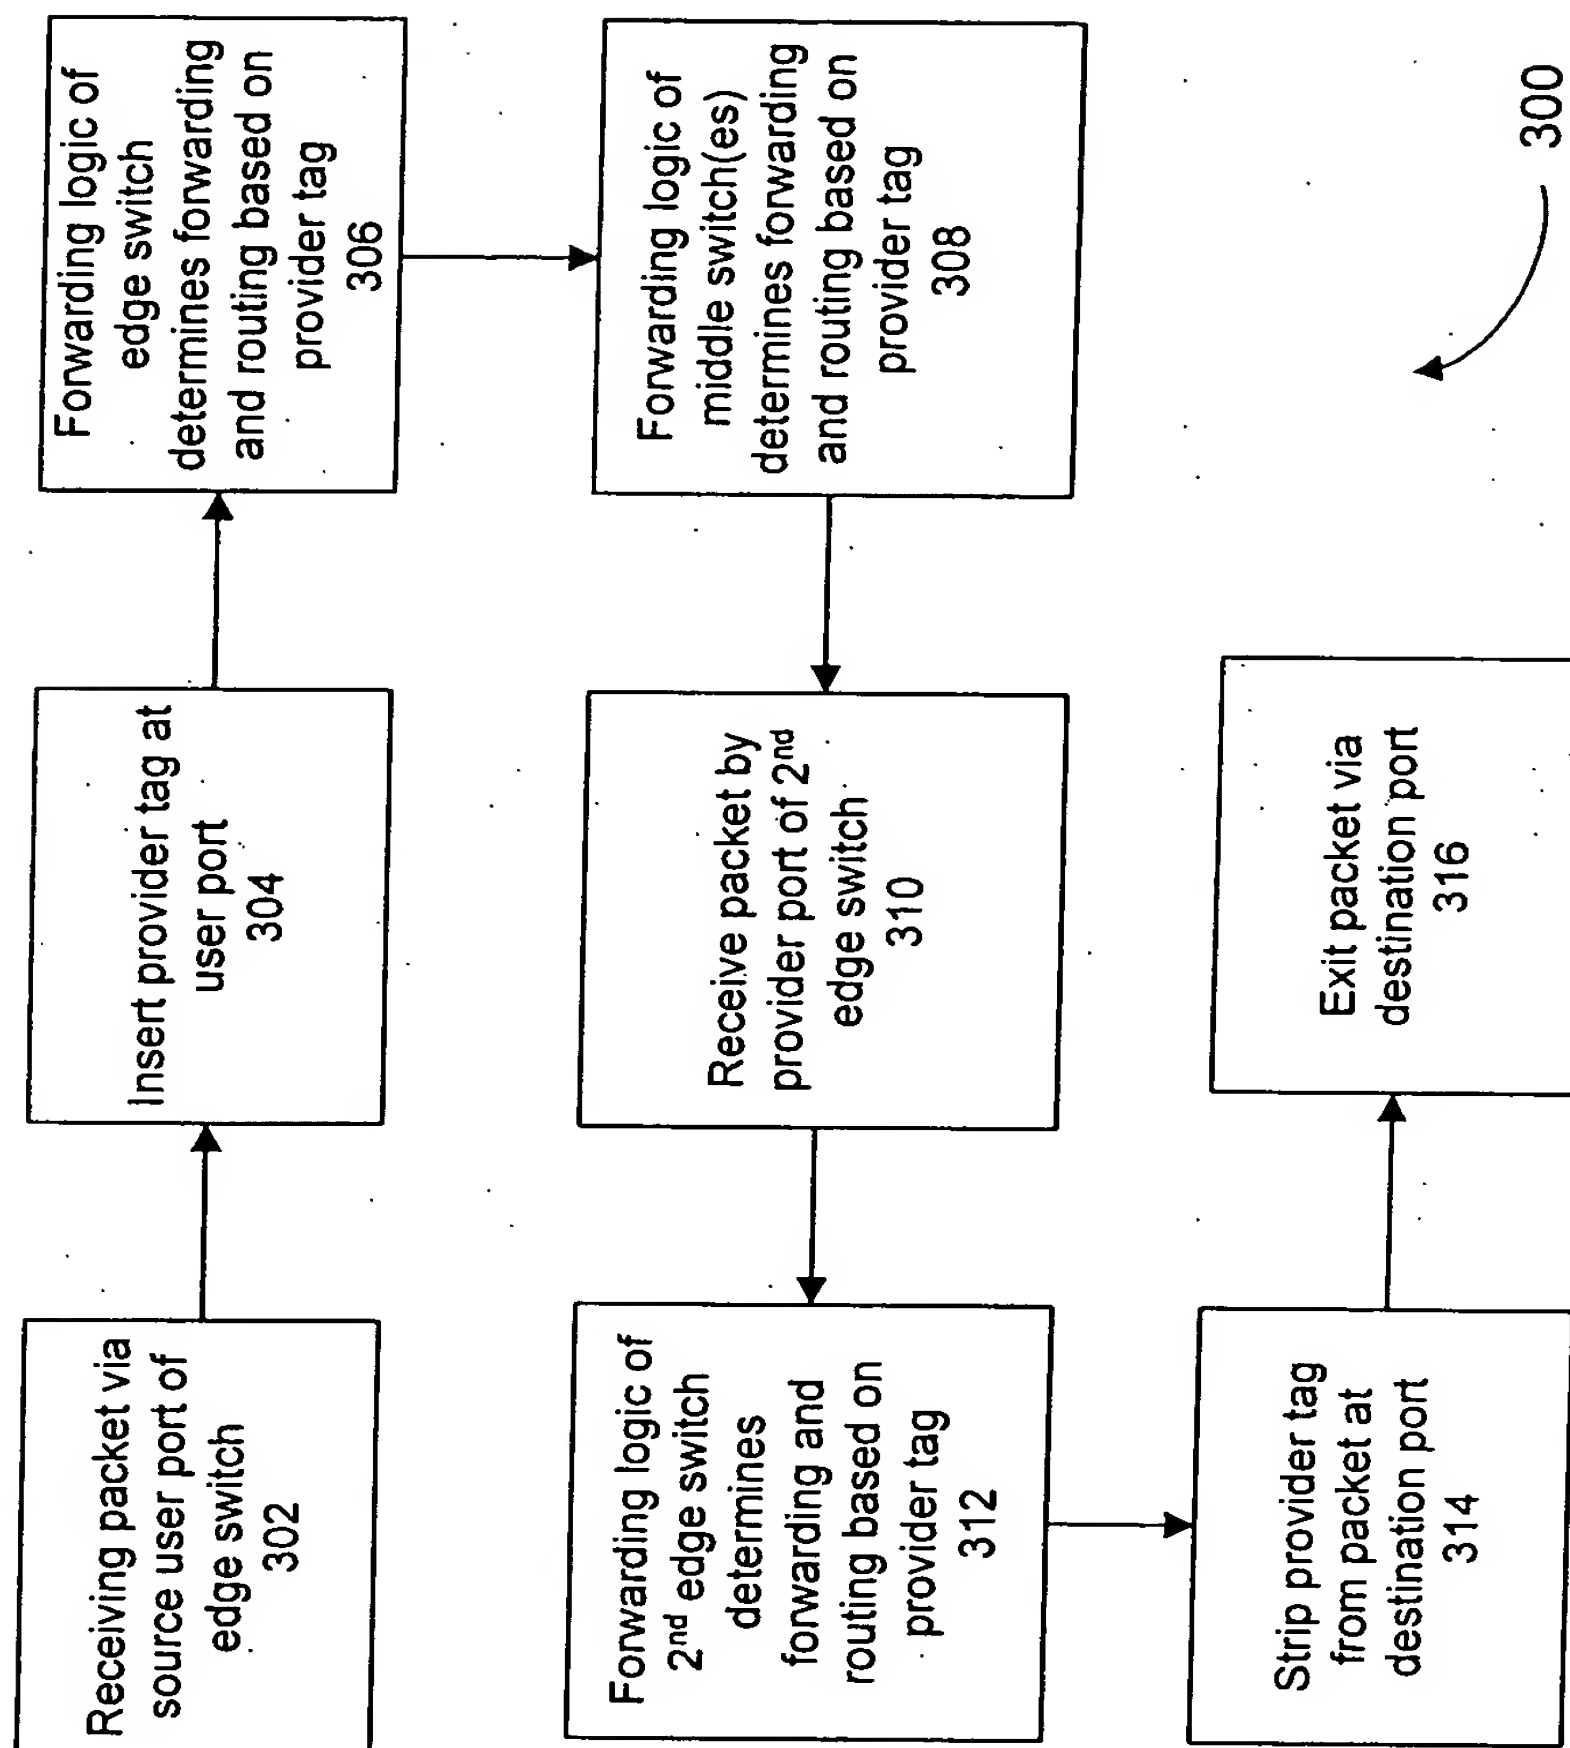 Receiving packet via
source user port of
edge switch
302
Insert provider tag at
user port
304
Forwarding logic of
edge switch
determines forwarding
and routing based on
provider tag
306
Forwarding logic of
middle switch(es)
determines forwarding
and routing based on
provider tag
308
Receive packet by
provider port of 2nd
edge switch
310
Forwarding logic of
2nd edge switch
determines
forwarding and
routing based on
provider tag
312
Strip provider tag
from packet at
destination port
314
Exit packet via
destination port
316
300